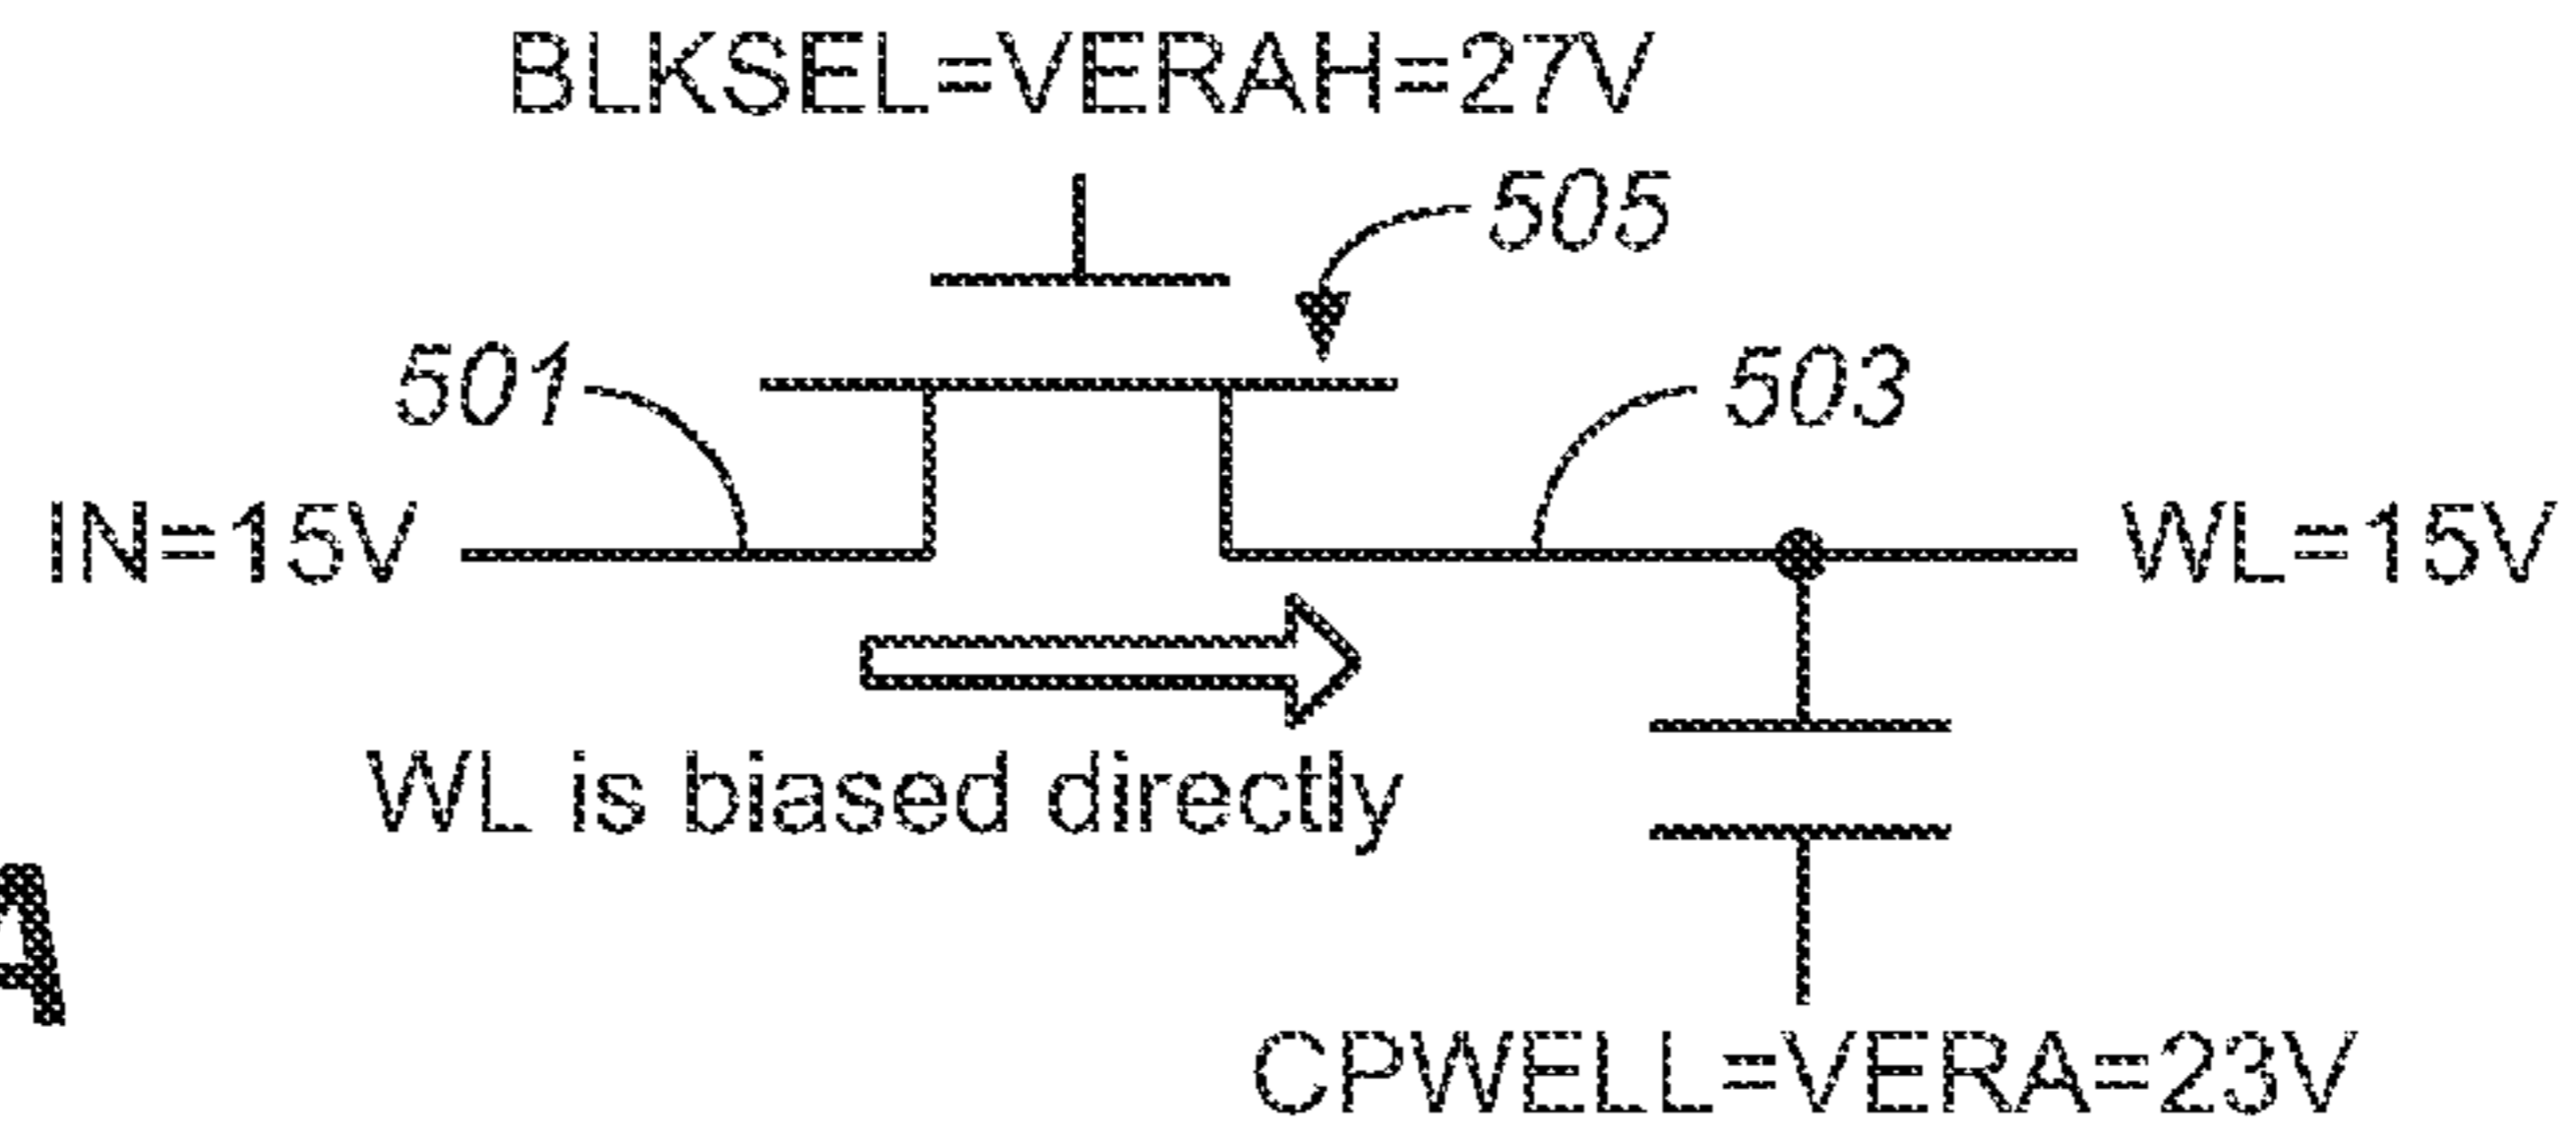 BLKSEL=VERAH=27V
505
501
503
IN=15V
WL=15V
WL is biased directly
A
CPWELL=VERA=23V